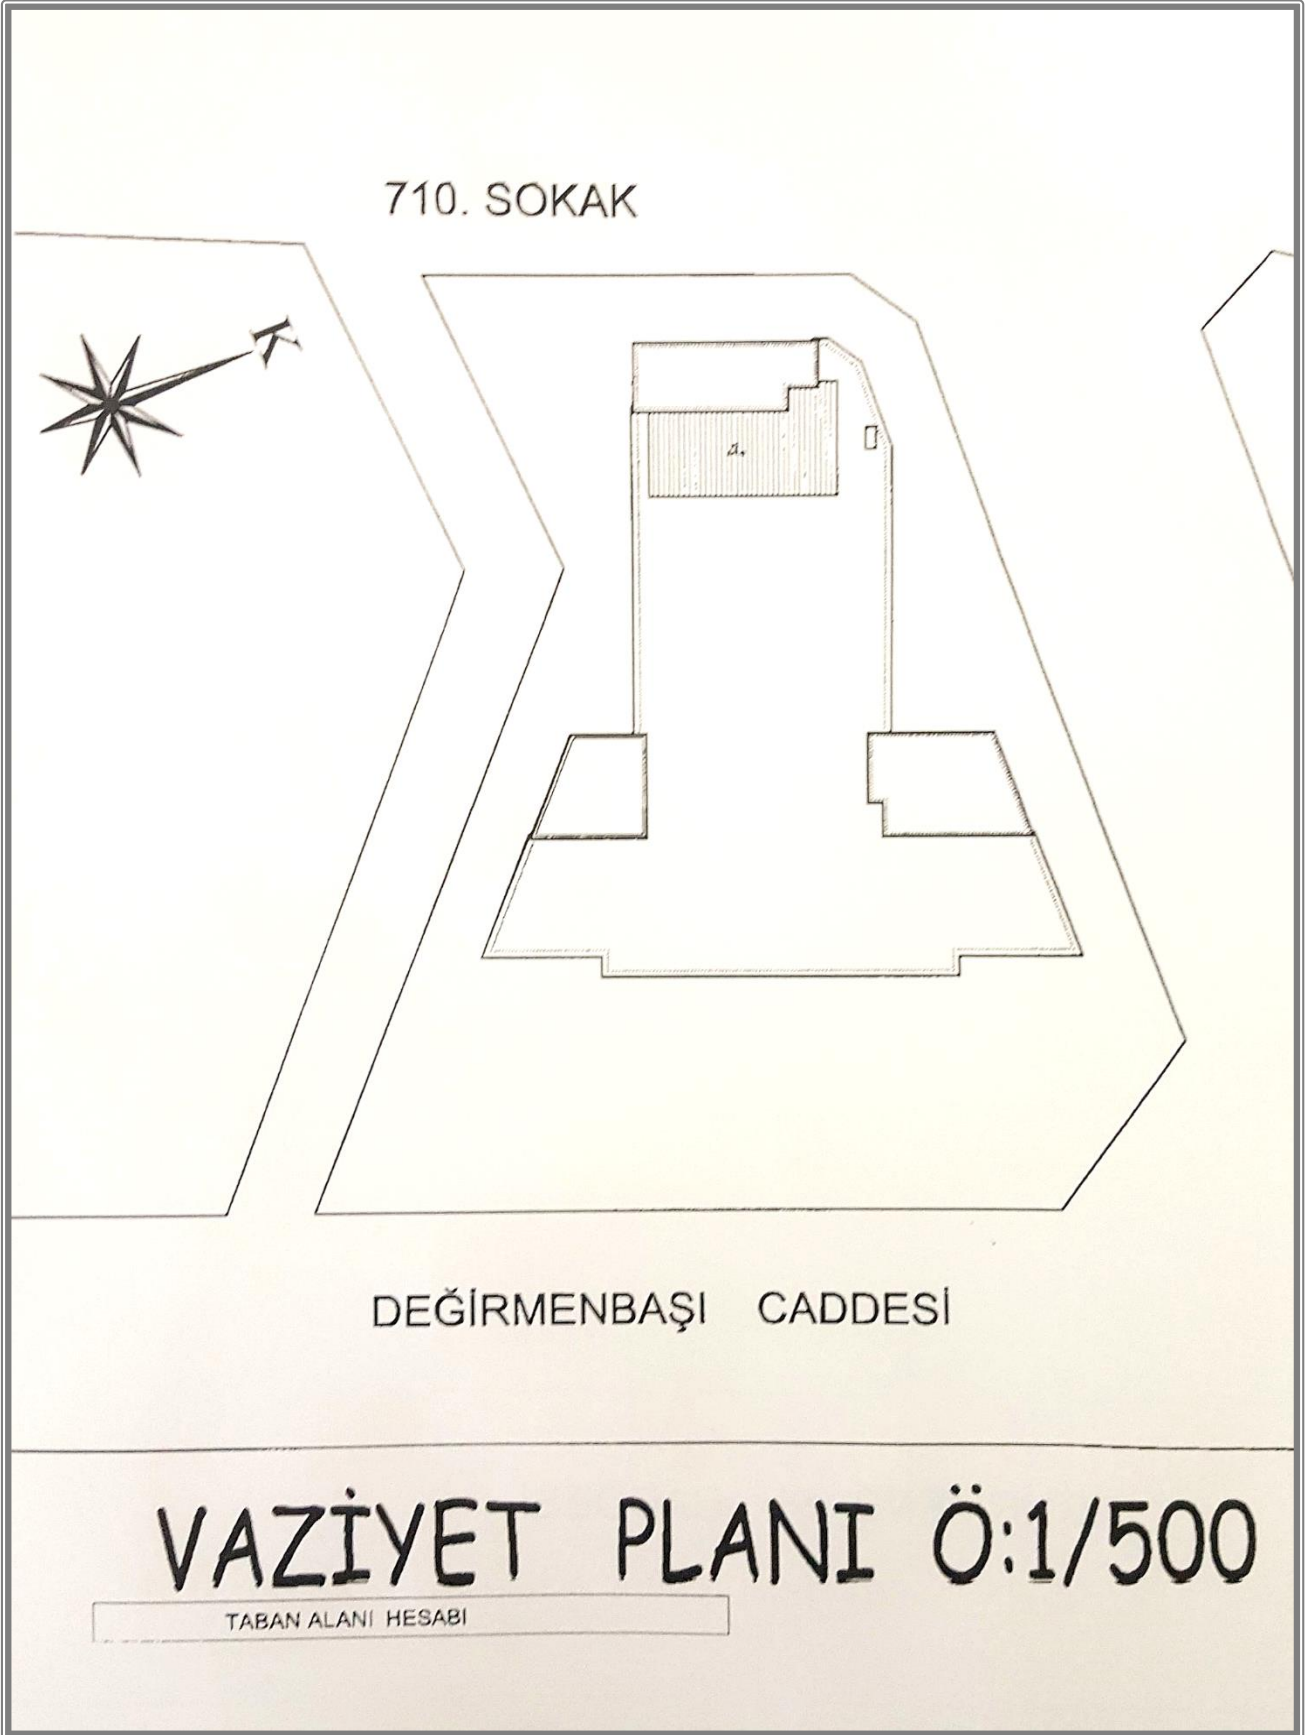 710. SOKAK
K
DEĞİRMENBAŞI CADDESİ
VAZİYET PLANI Ö:1/500
TABAN ALANI HESABI